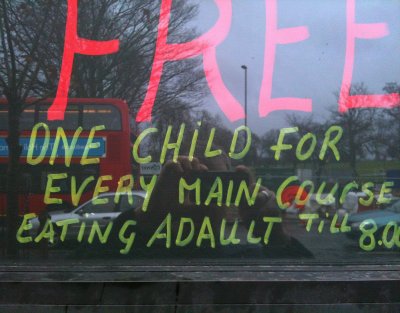 FREE
ONE CHILD FOR
EVERY MAIN COURSE
EATING ADAULT TILL 8.00